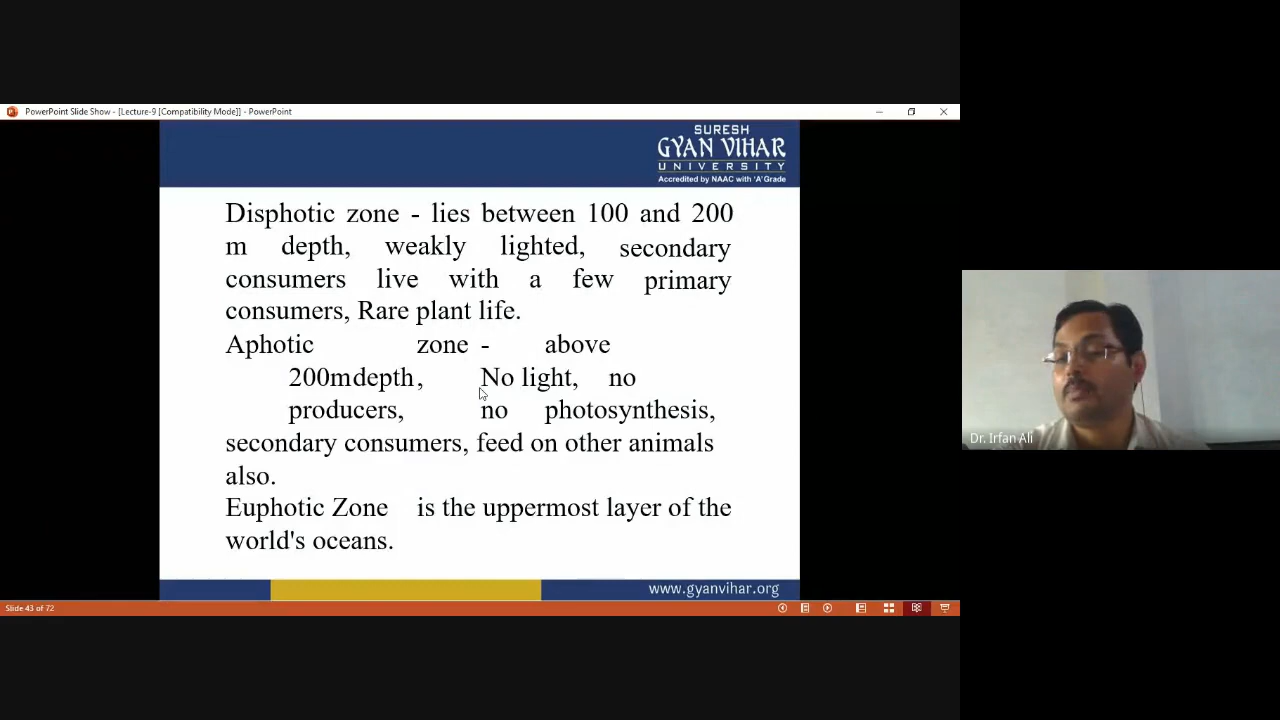 PowerPoint Slide Show - [Lecture-9 [Compatibility Mode]] - PowerPoint
SURESH
GYAN VIHAR
UNIVERSITY
Accredited by NAAC with 'A' Grade
Disphotic zone - lies between 100 and 200
m depth, weakly lighted, secondary
consumers live with a few primary
consumers, Rare plant life.
Aphotic zone - above
200mdepth, No light, no
producers, no photosynthesis,
secondary consumers, feed on other animals
also.
Euphotic Zone is the uppermost layer of the
world's oceans.
www.gyanvihar.org
Slide 43 of 72
Dr. Irfan Ali